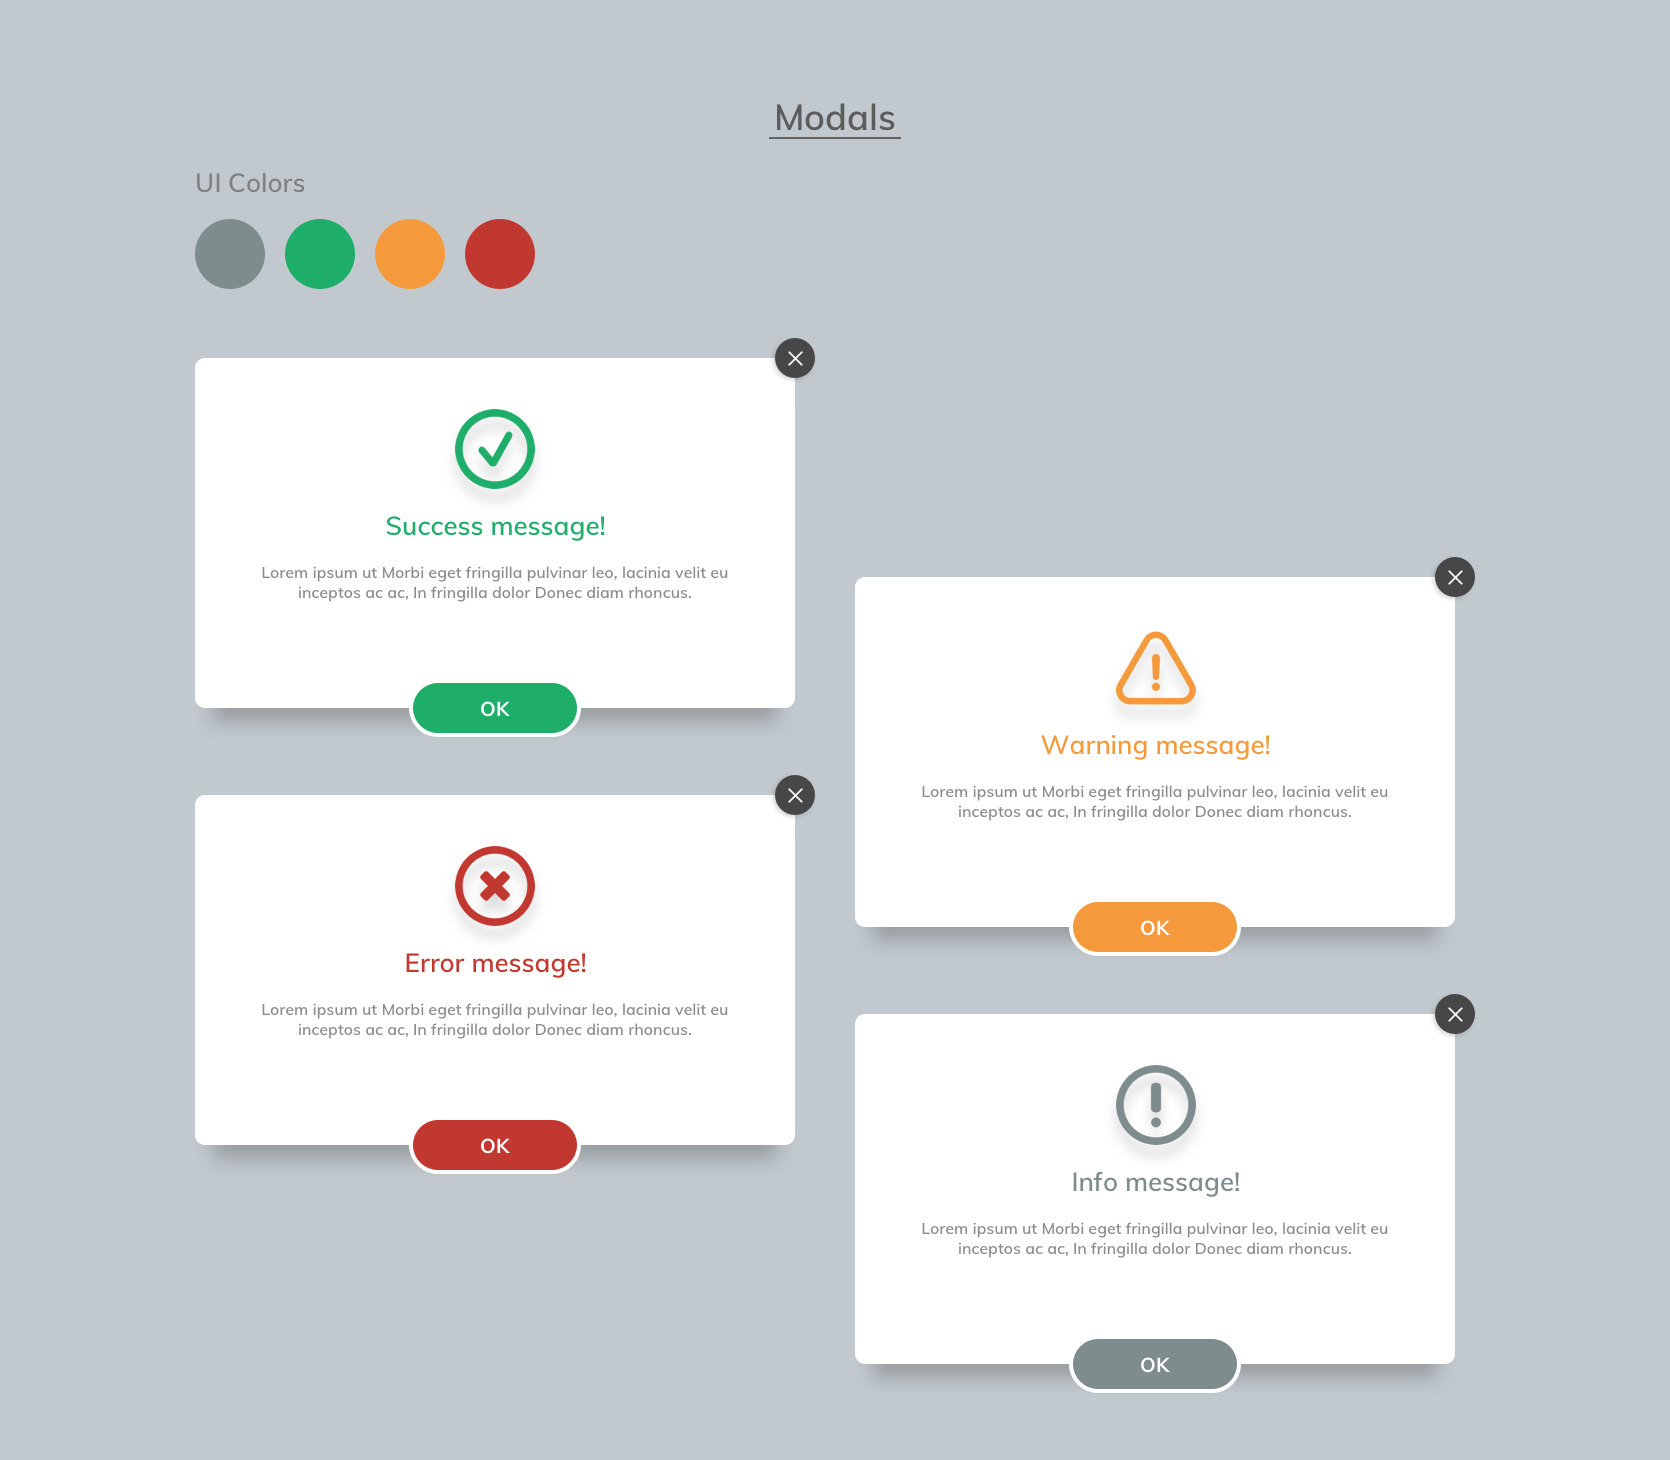 Modals
UI Colors
Success message!
Lorem ipsum ut Morbi eget fringilla pulvinar leo, lacinia velit eu
inceptos ac ac, In fringilla dolor Donec diam rhoncus.
OK
Warning message!
Lorem ipsum ut Morbi eget fringilla pulvinar leo, lacinia velit eu
inceptos ac ac, In fringilla dolor Donec diam rhoncus.
OK
Error message!
Lorem ipsum ut Morbi eget fringilla pulvinar leo, lacinia velit eu
inceptos ac ac, In fringilla dolor Donec diam rhoncus.
OK
Info message!
Lorem ipsum ut Morbi eget fringilla pulvinar leo, lacinia velit eu
inceptos ac ac, In fringilla dolor Donec diam rhoncus.
OK